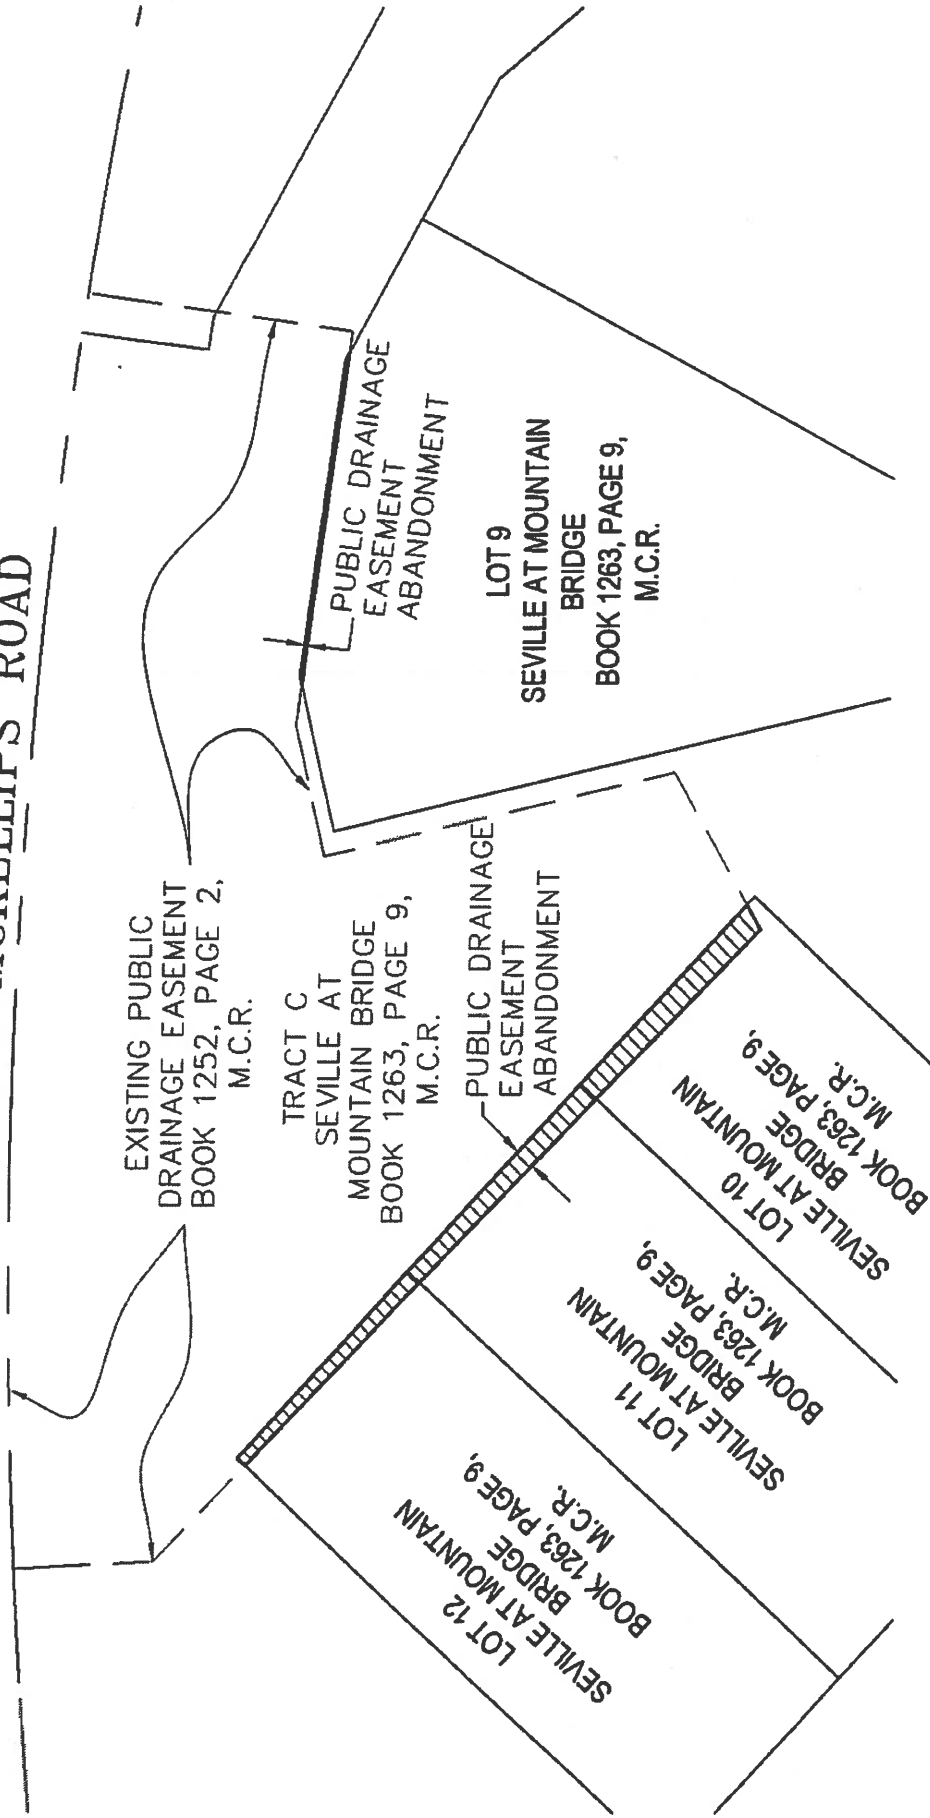 ROAD
EXISTING PUBLIC
DRAINAGE EASEMENT
BOOK 1252, PAGE 2,
M.C.R.
TRACT C
SEVILLE AT
MOUNTAIN BRIDGE
BOOK 1263, PAGE 9,
M.C.R.
PUBLIC DRAINAGE
EASEMENT
ABANDONMENT
PUBLIC DRAINAGE
EASEMENT
ABANDONMENT
LOT 9
SEVILLE AT MOUNTAIN
BRIDGE
BOOK 1263, PAGE 9,
M.C.R.
LOT 12
SEVILLE AT MOUNTAIN
BRIDGE
BOOK 1263, PAGE 9,
M.C.R.
LOT 11
SEVILLE AT MOUNTAIN
BRIDGE
BOOK 1263, PAGE 9,
M.C.R.
LOT 10
SEVILLE AT MOUNTAIN
BRIDGE
BOOK 1263, PAGE 9,
M.C.R.